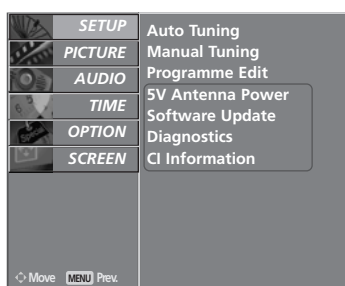 SETUP
PICTURE
AUDIO
TIME
OPTION
SCREEN
Auto Tuning
Manual Tuning
Programme Edit
5V Antenna Power
Software Update
Diagnostics
CI Information
Move MENU Prev.